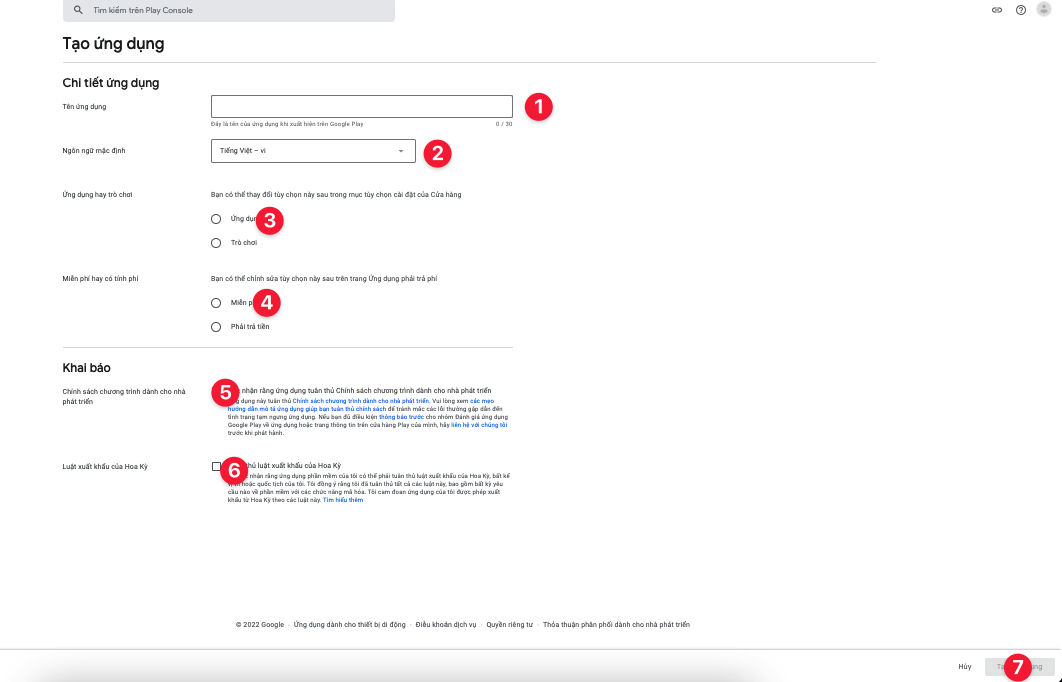 Tìm kiếm trên Play Console
Tạo ứng dụng
Chi tiết ứng dụng
Tên ứng dụng
1
Đây là tên của ứng dụng khi xuất hiện trên Google Play
0 / 30
Ngôn ngữ mặc định
Tiếng Việt – vi
2
Ứng dụng hay trò chơi
Bạn có thể thay đổi tùy chọn này sau trong mục tùy chọn cài đặt của Cửa hàng
Ứng
3
Trò chơi
Miễn phí hay có tính phí
Bạn có thể chỉnh sửa tùy chọn này sau trên trang Ứng dụng phải trả phí
Miễn
4
Phải trả tiền
Khai báo
Chính sách chương trình dành cho nhà
phát triển
5
nhận rằng ứng dụng tuân thủ Chính sách chương trình dành cho nhà phát triển
dụng này tuân thủ Chính sách chương trình dành cho nhà phát triển. Vui lòng xem các mẹo
hướng dẫn mô tả ứng dụng giúp bạn tuân thủ chính sách để tránh mắc các lỗi thường gặp dẫn đến
tình trạng tạm ngưng ứng dụng. Nếu bạn đủ điều kiện thông báo trước cho nhóm Đánh giá ứng dụng
Google Play về ứng dụng hoặc trang thông tin trên cửa hàng Play của mình, hãy liên hệ với chúng tôi
trước khi phát hành.
Luật xuất khẩu của Hoa Kỳ
6
luật xuất khẩu của Hoa Kỳ
nhận rằng ứng dụng phần mềm của tôi có thể phải tuân thủ luật xuất khẩu của Hoa Kỳ, bất kể
hoặc quốc tịch của tôi. Tôi đồng ý rằng tôi đã tuân thủ tất cả các luật này, bao gồm bất kỳ yêu
cầu nào về phần mềm với các chức năng mã hóa. Tôi cam đoan ứng dụng của tôi được phép xuất
khẩu từ Hoa Kỳ theo các luật này. Tìm hiểu thêm
© 2022 Google · Ứng dụng dành cho thiết bị di động · Điều khoản dịch vụ · Quyền riêng tư · Thỏa thuận phân phối dành cho nhà phát triển
Hủy
7